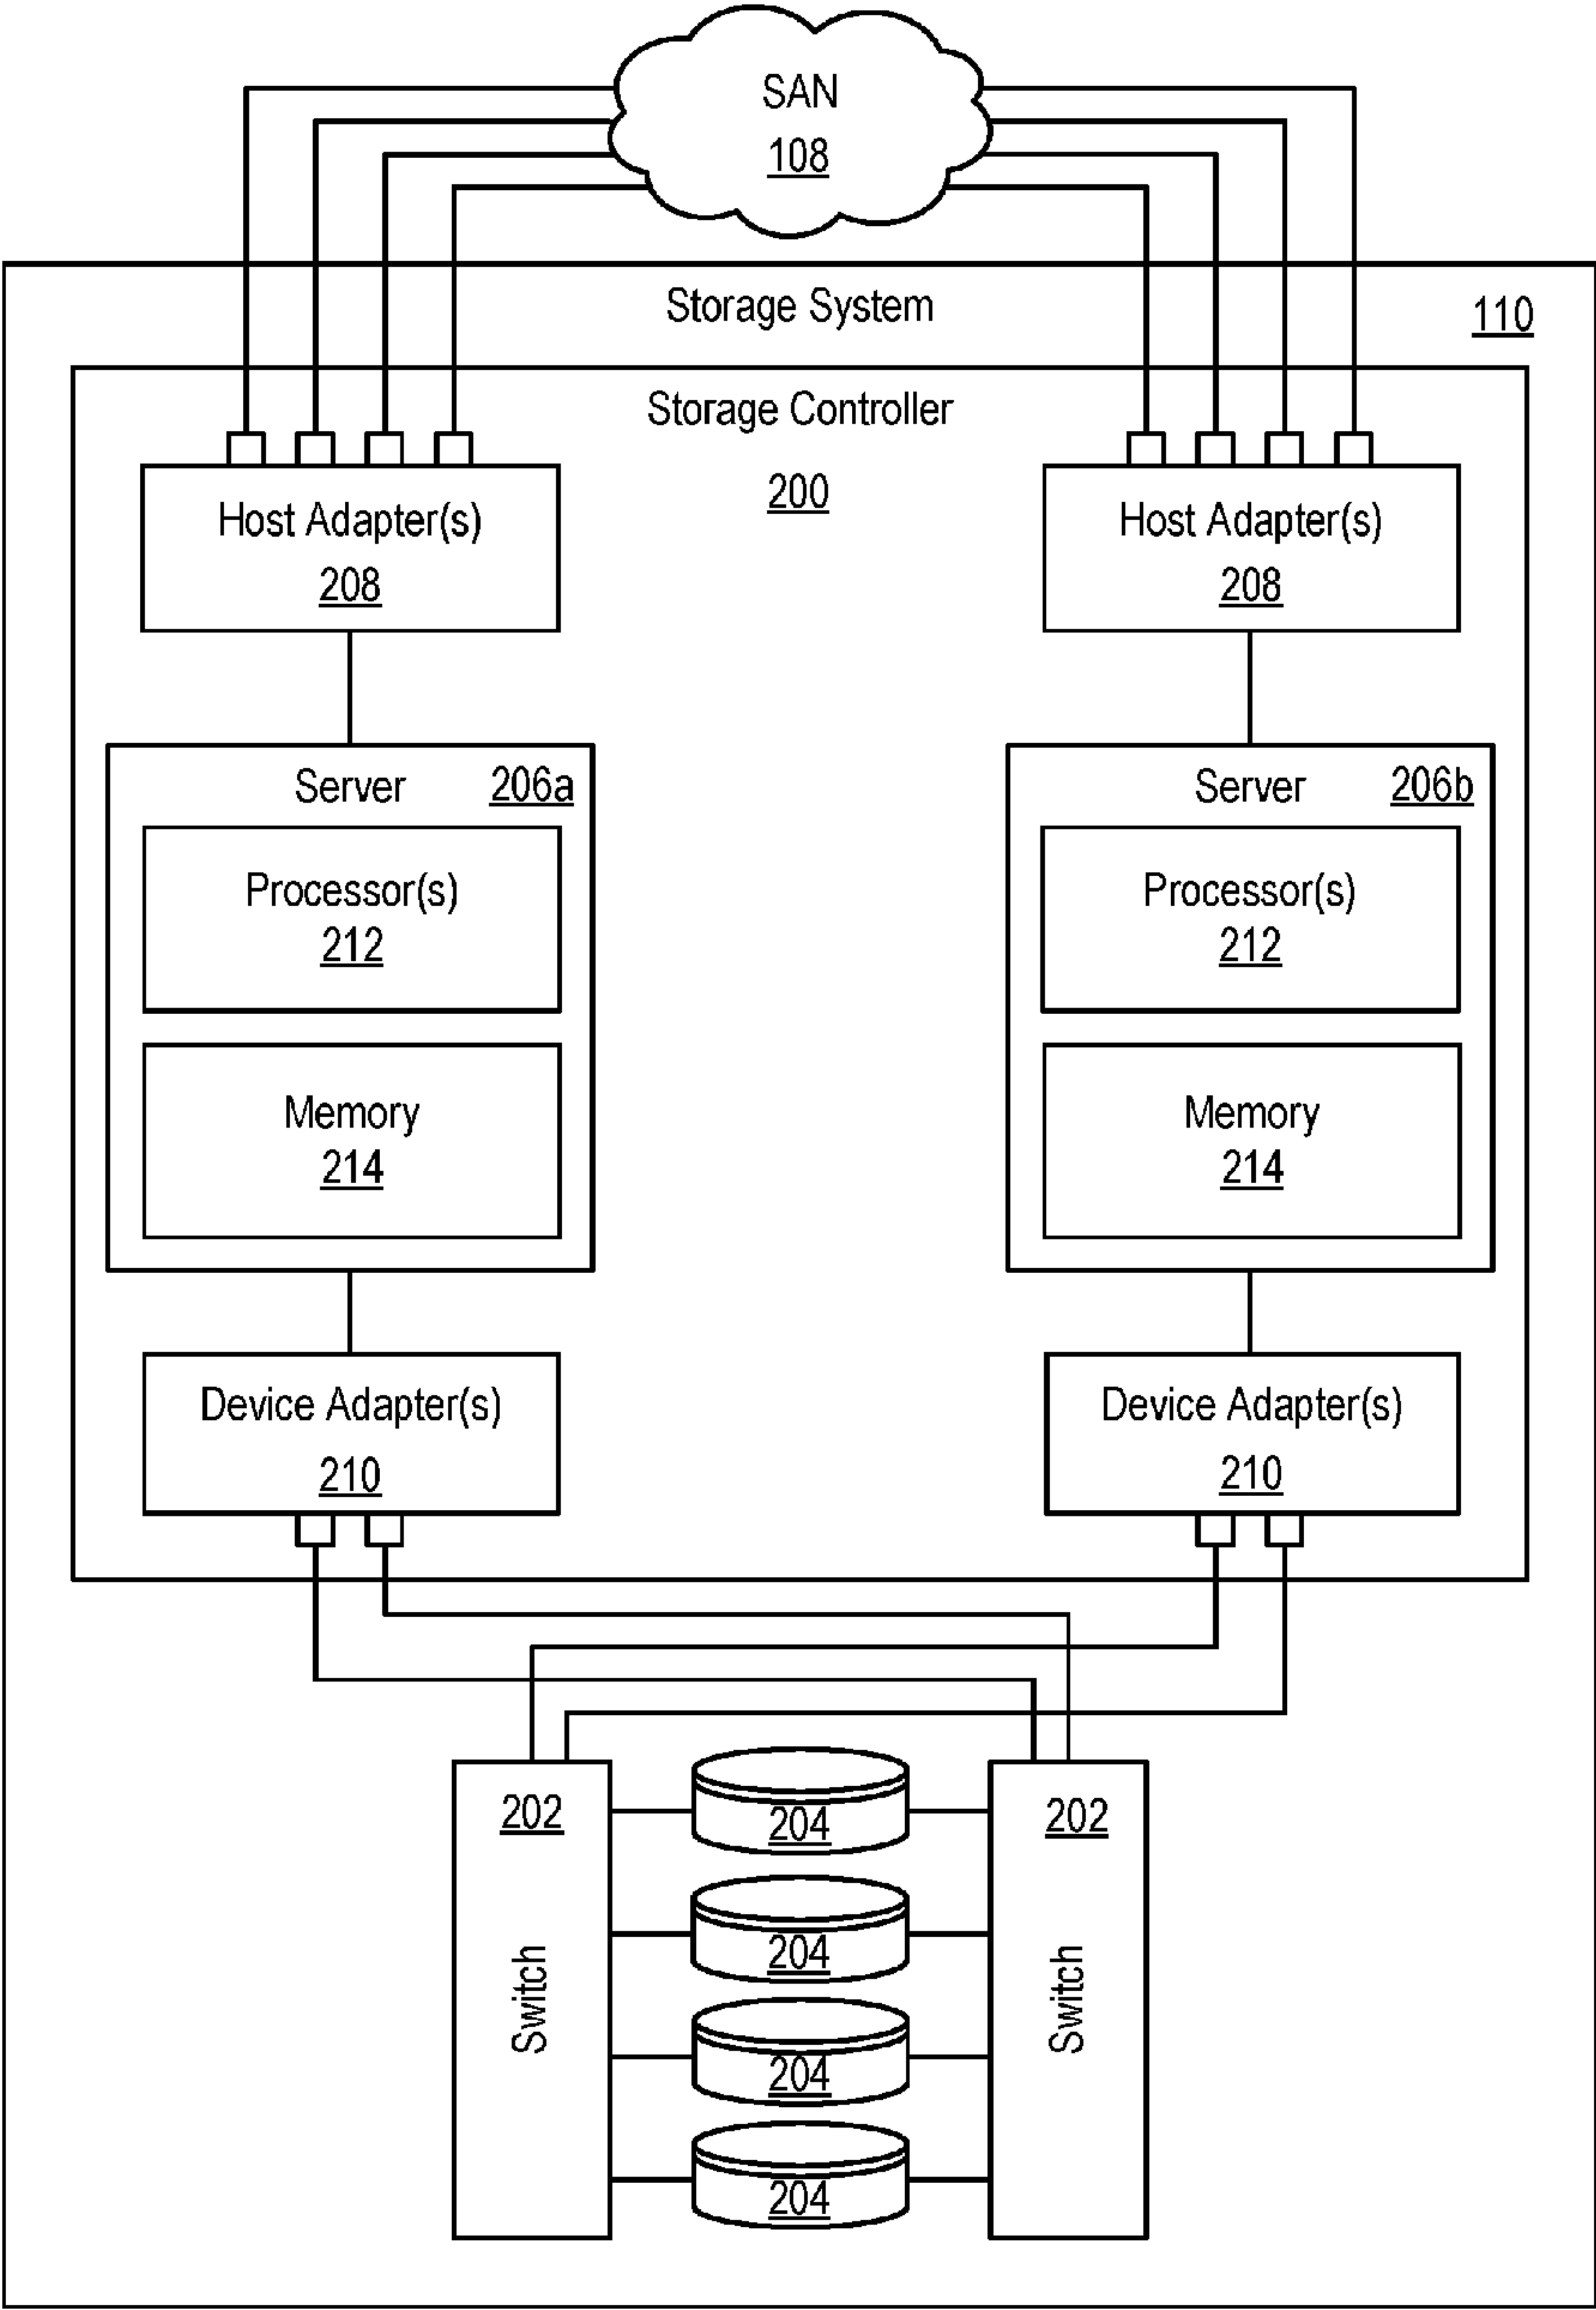 SAN
108
Storage System
110
Storage Controller
200
Host Adapter(s)
208
Host Adapter(s)
208
Server 206a
Processor(s)
212
Memory
214
Server 206b
Processor(s)
212
Memory
214
Device Adapter(s)
210
Device Adapter(s)
210
202
Switch
204
204
204
204
202
Switch